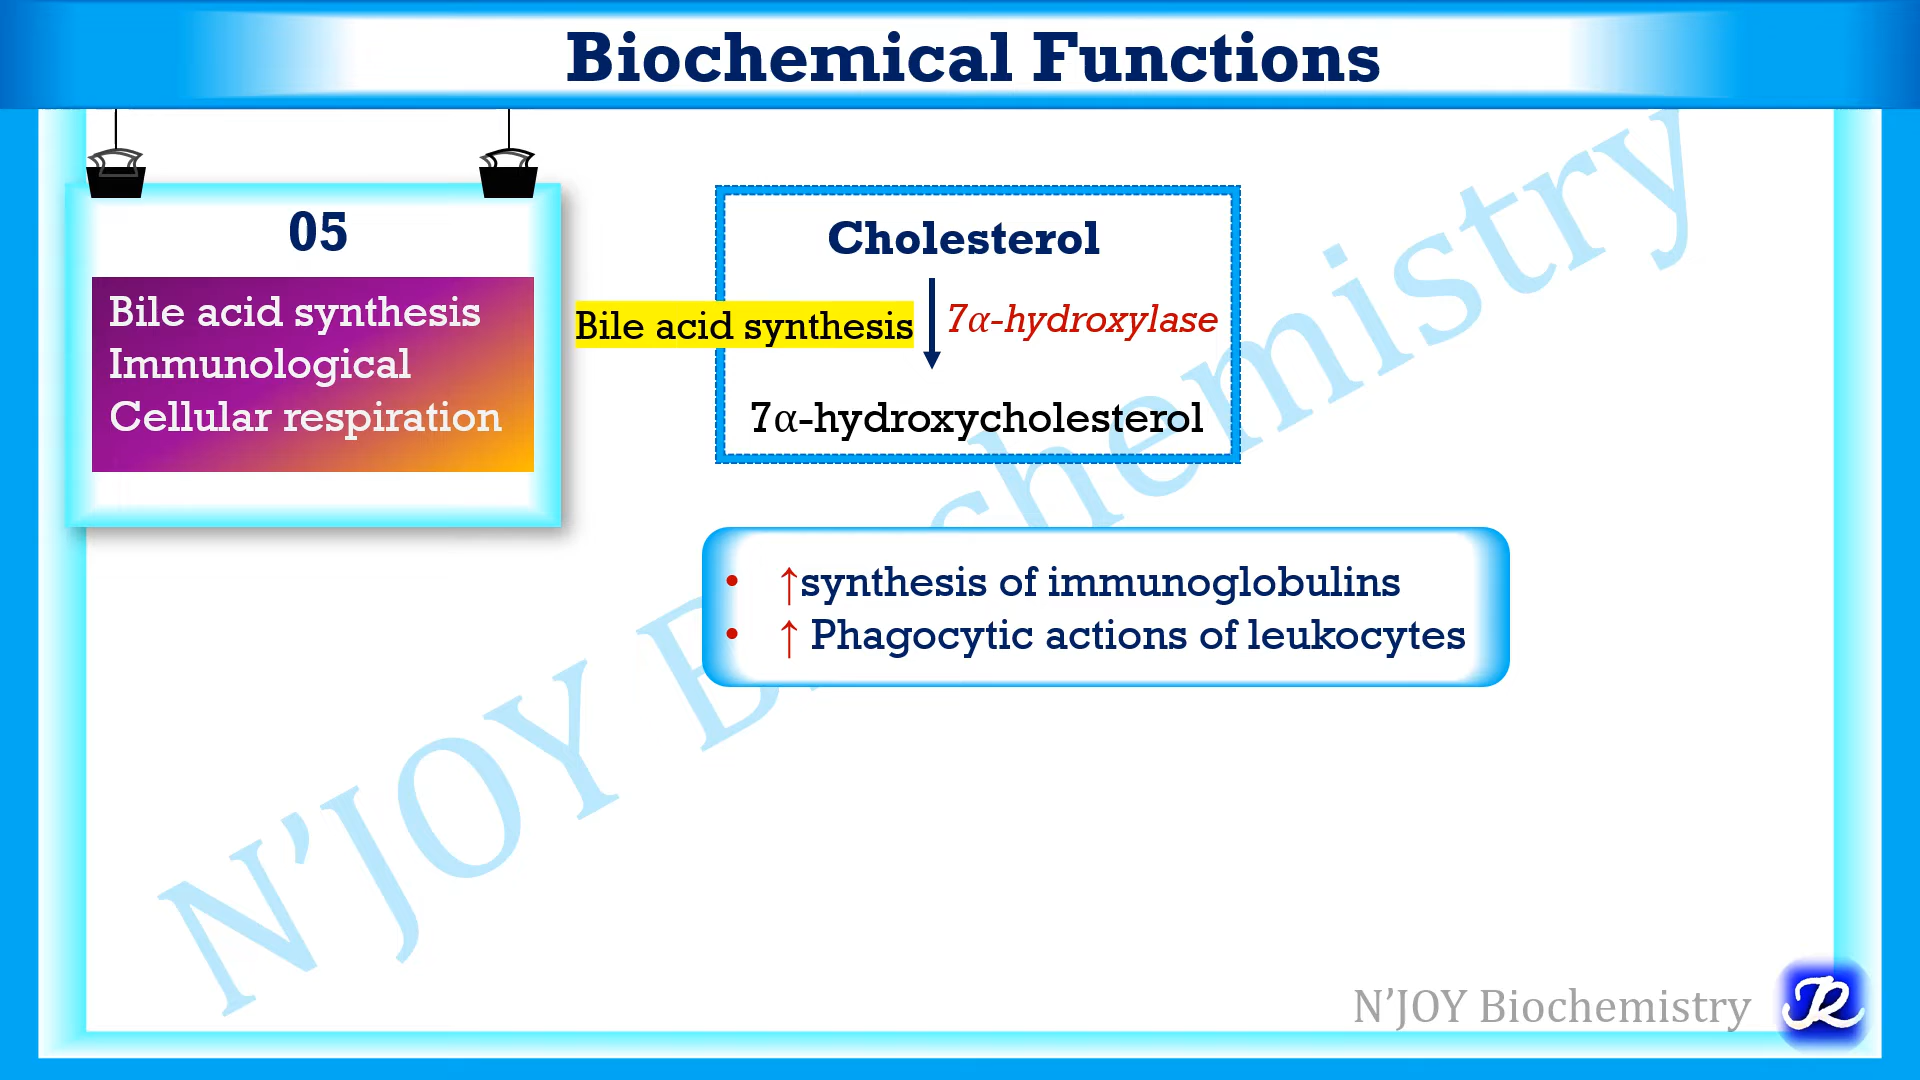 Biochemical Functions
05
Bile acid synthesis
Immunological
Cellular respiration
Cholesterol
Bile acid synthesis
7α-hydroxylase
7α-hydroxycholesterol
• ↑synthesis of immunoglobulins
• ↑ Phagocytic actions of leukocytes
N’JOY Biochemistry
N’JOY Biochemistry
JR